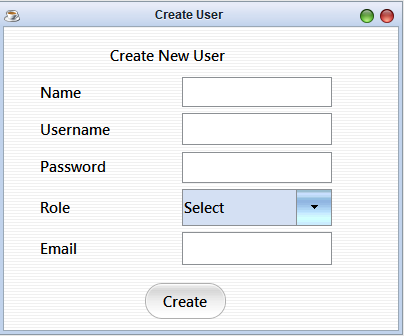 Create User
Create New User
Name
Username
Password
Role Select
Email
Create